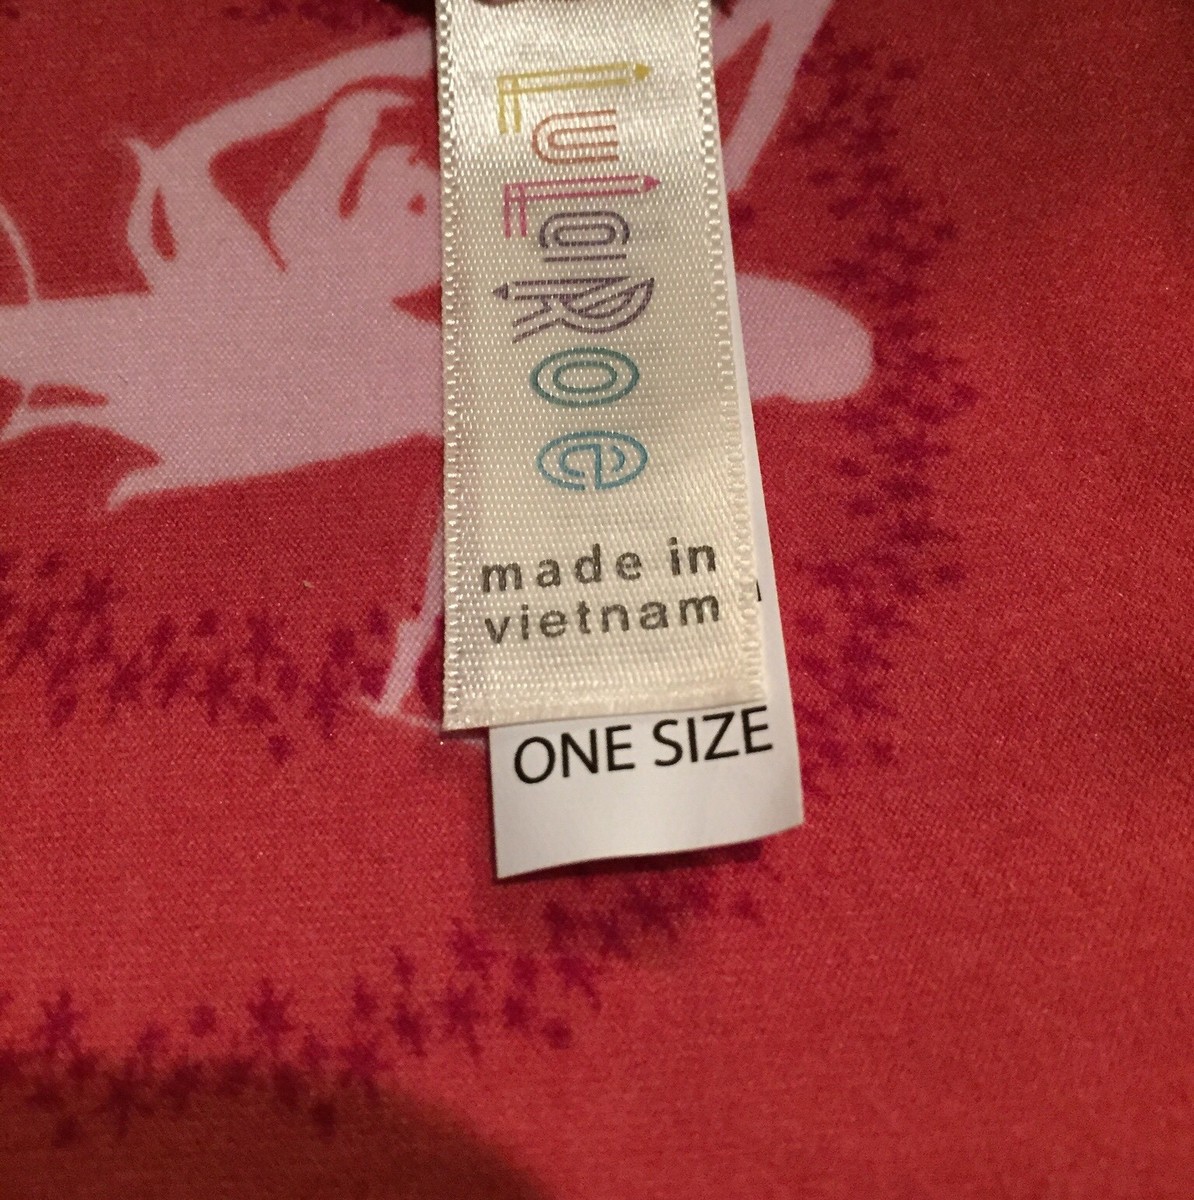 LuLaRoe
made in
vietnam
ONE SIZE